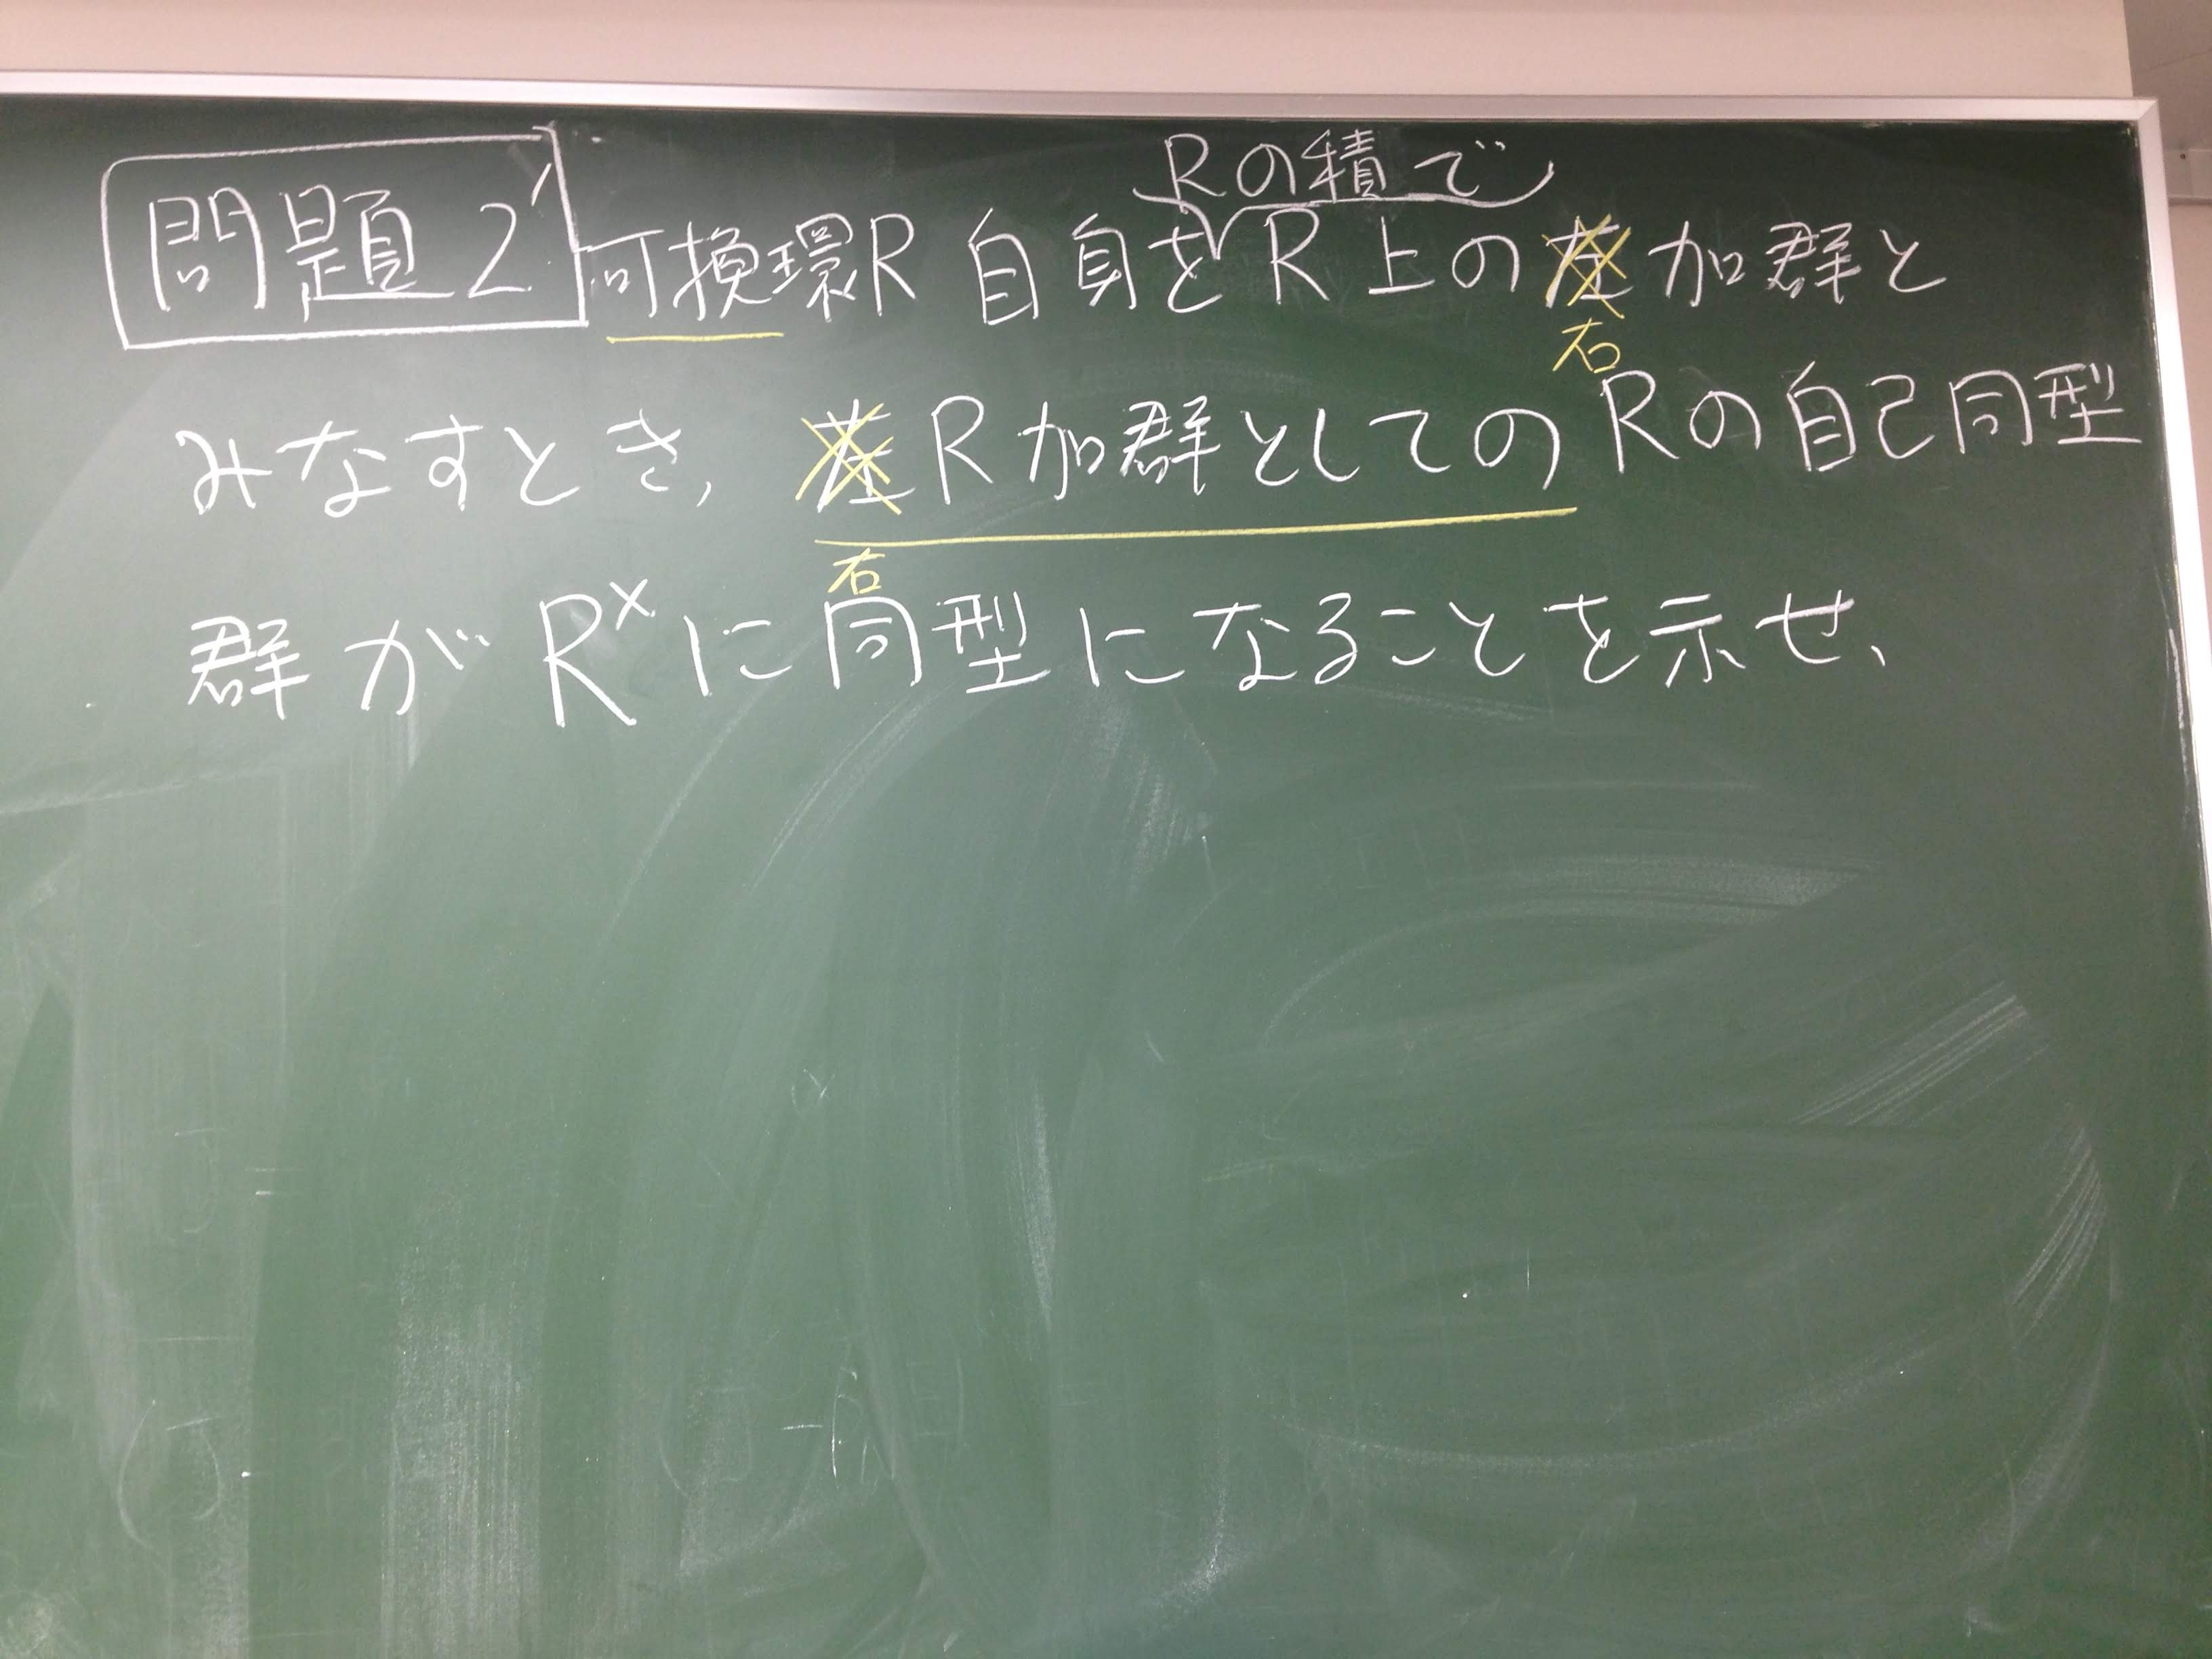 Rの積で
問題2' 可換環R自身をR上の左加群と
右
みなすとき, 左R加群としてのRの自己同型
右
群がR^×に同型になることを示せ、